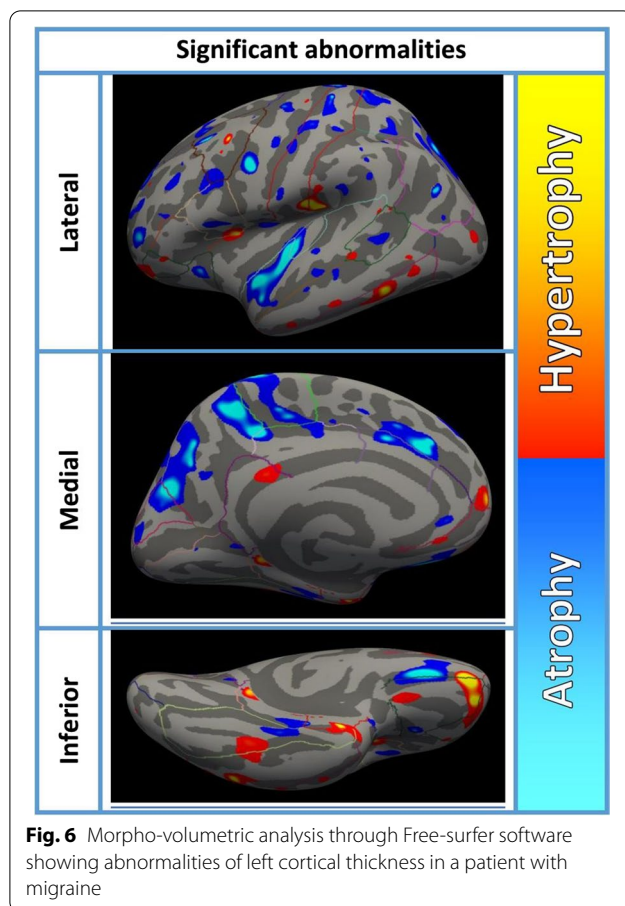 Significant abnormalities
Lateral
Medial
Inferior
Hypertrophy
Atrophy
Fig. 6 Morpho-volumetric analysis through Free-surfer software
showing abnormalities of left cortical thickness in a patient with
migraine